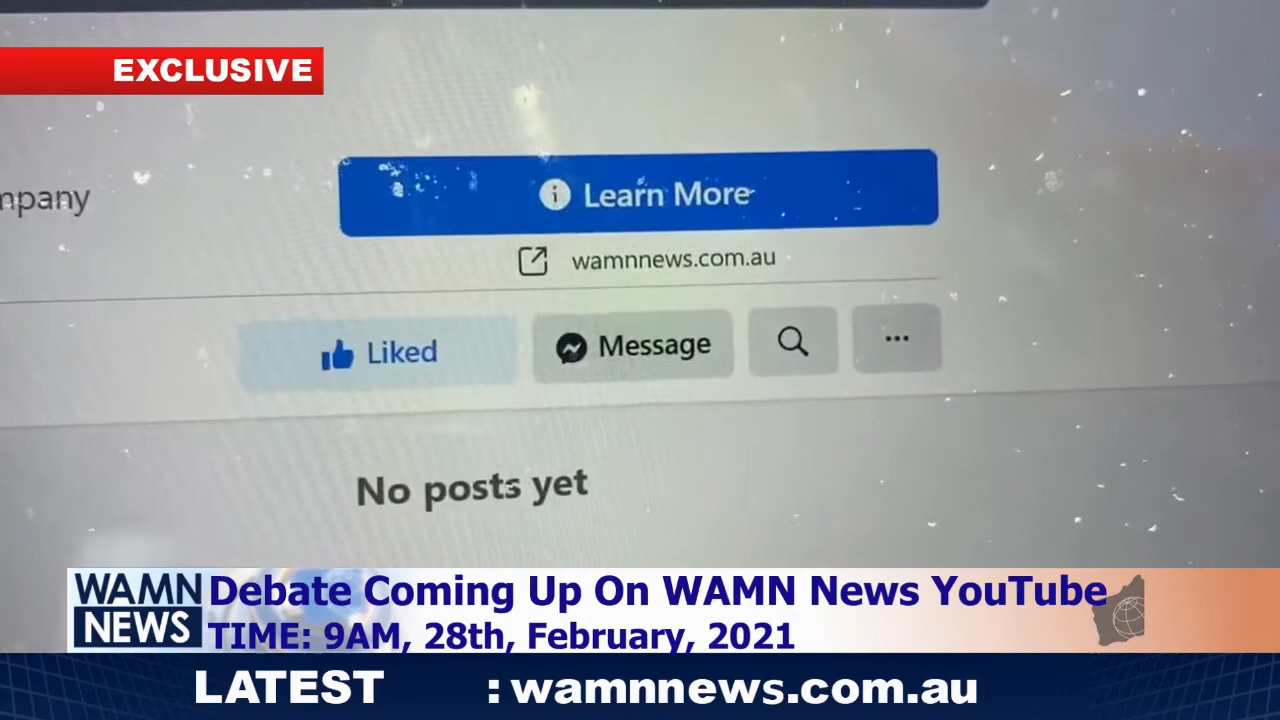 EXCLUSIVE
Learn More
wamnnews.com.au
Liked
Message
No posts yet
WAMN
NEWS
Debate Coming Up On WAMN News YouTube
TIME: 9AM, 28th, February, 2021
LATEST : wamnnews.com.au